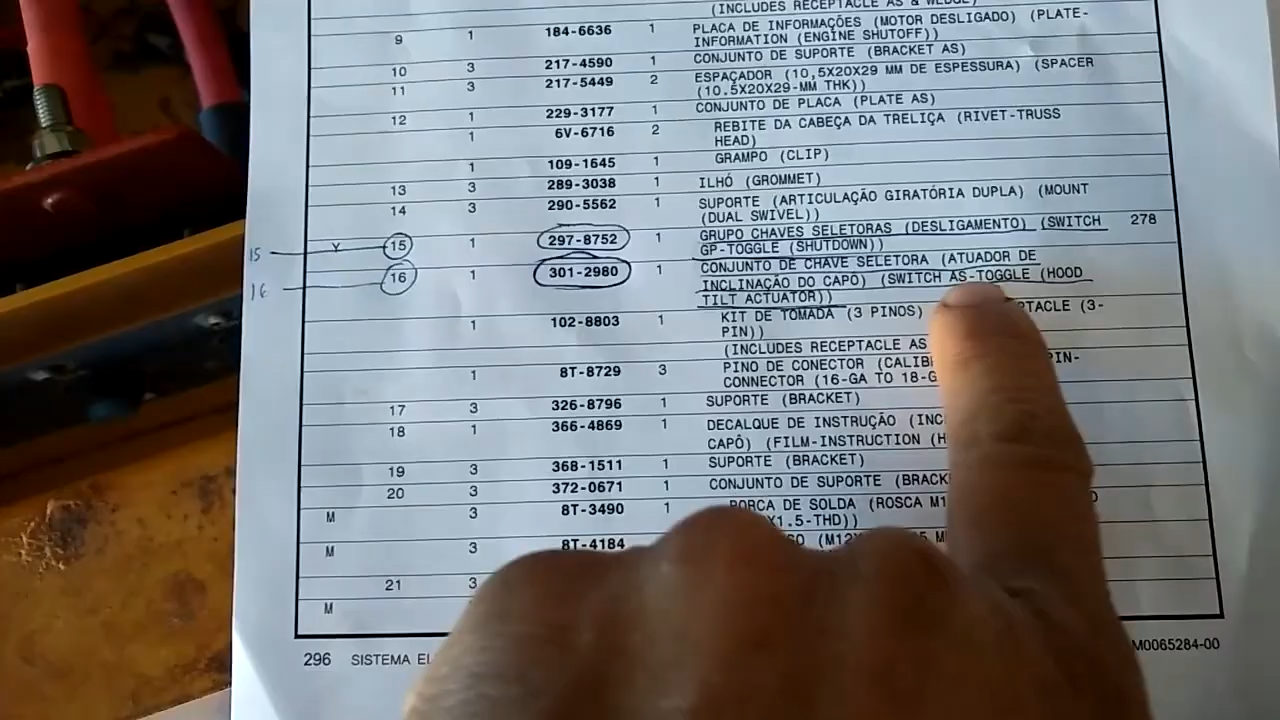 (INCLUDES RECEPTACLE AS & WEDGE)
9 1 184-6636 1 PLACA DE INFORMAÇÕES (MOTOR DESLIGADO) (PLATE-
INFORMATION (ENGINE SHUTOFF))
10 3 217-4590 1 CONJUNTO DE SUPORTE (BRACKET AS)
11 3 217-5449 2 ESPAÇADOR (10,5X20X29 MM DE ESPESSURA) (SPACER
(10.5X20X29-MM THK))
12 1 229-3177 1 CONJUNTO DE PLACA (PLATE AS)
1 6V-6716 2 REBITE DA CABEÇA DA TRELIÇA (RIVET-TRUSS
HEAD)
1 109-1645 1 GRAMPO (CLIP)
13 3 289-3038 1 ILHÓ (GROMMET)
14 3 290-5562 1 SUPORTE (ARTICULAÇÃO GIRATÓRIA DUPLA) (MOUNT
(DUAL SWIVEL))
15 Y 15 1 297-8752 1 GRUPO CHAVES SELETORAS (DESLIGAMENTO) (SWITCH 278
GP-TOGGLE (SHUTDOWN))
16 16 1 301-2980 1 CONJUNTO DE CHAVE SELETORA (ATUADOR DE
INCLINAÇÃO DO CAPO) (SWITCH AS-TOGGLE (HOOD
TILT ACTUATOR))
1 102-8803 1 KIT DE TOMADA (3 PINOS) (3-
PIN))
(INCLUDES RECEPTACLE AS
1 8T-8729 3 PINO DE CONECTOR
CONNECTOR (16-GA TO 18-G
17 3 326-8796 1 SUPORTE (BRACKET)
18 1 366-4869 1 DECALQUE DE INSTRUÇÃO
CAPÔ) (FILM-INSTRUCTION
19 3 368-1511 1 SUPORTE (BRACKET)
20 3 372-0671 1 CONJUNTO DE SUPORTE
M 3 8T-3490 1 PORCA DE SOLDA (ROSCA
X1.5-THD))
M 3 8T-4184
21 3
M
296 SISTEMA
M0065284-00